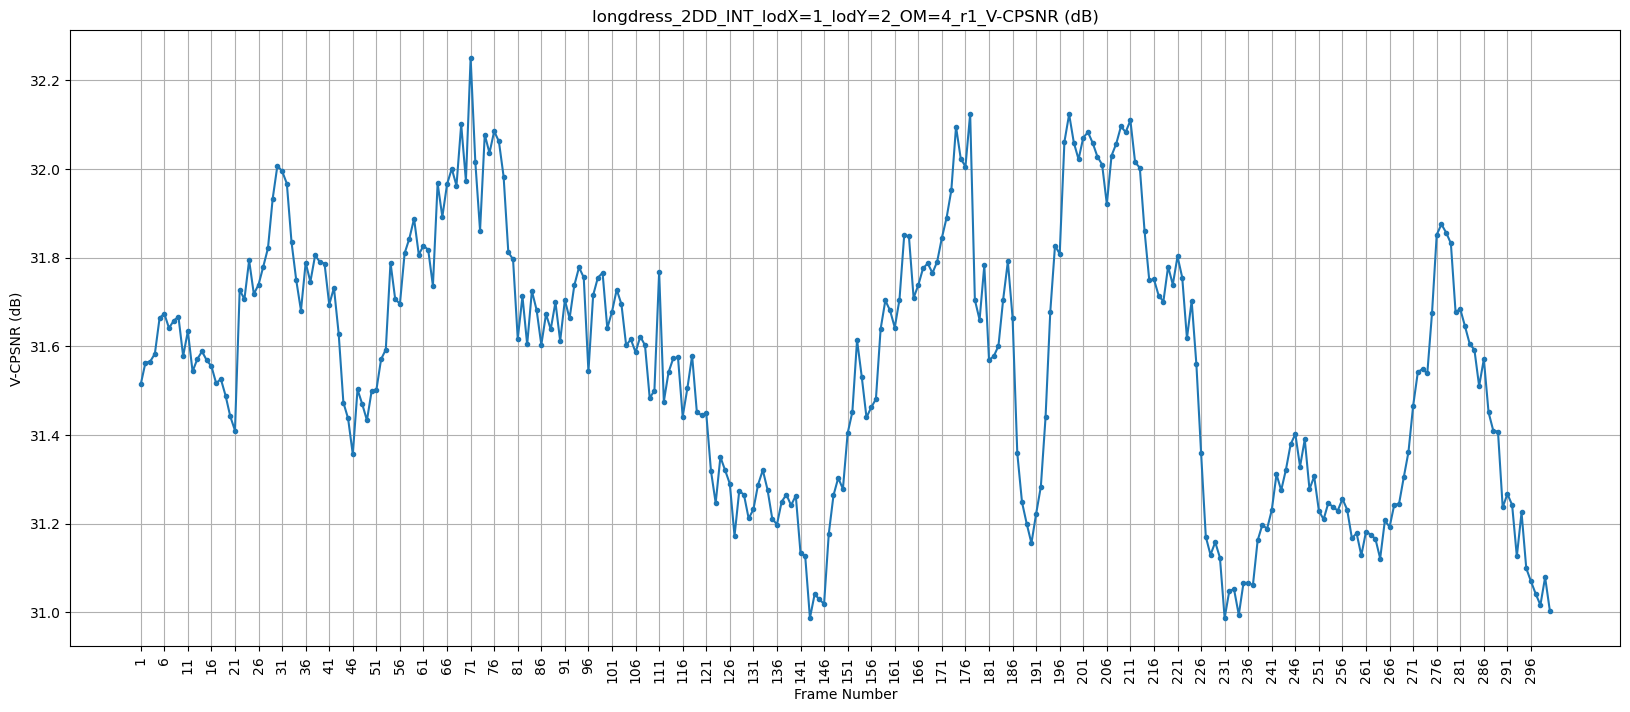 longdress_2DD_INT_lodX=1_lodY=2_OM=4_r1_V-CPSNR (dB)
V-CPSNR (dB)
32.2
32.0
31.8
31.6
31.4
31.2
31.0
1 6 11 16 21 26 31 36 41 46 51 56 61 66 71 76 81 86 91 96 101 106 111 116 121 126 131 136 141 146 151 156 161 166 171 176 181 186 191 196 201 206 211 216 221 226 231 236 241 246 251 256 261 266 271 276 281 286 291 296
Frame Number